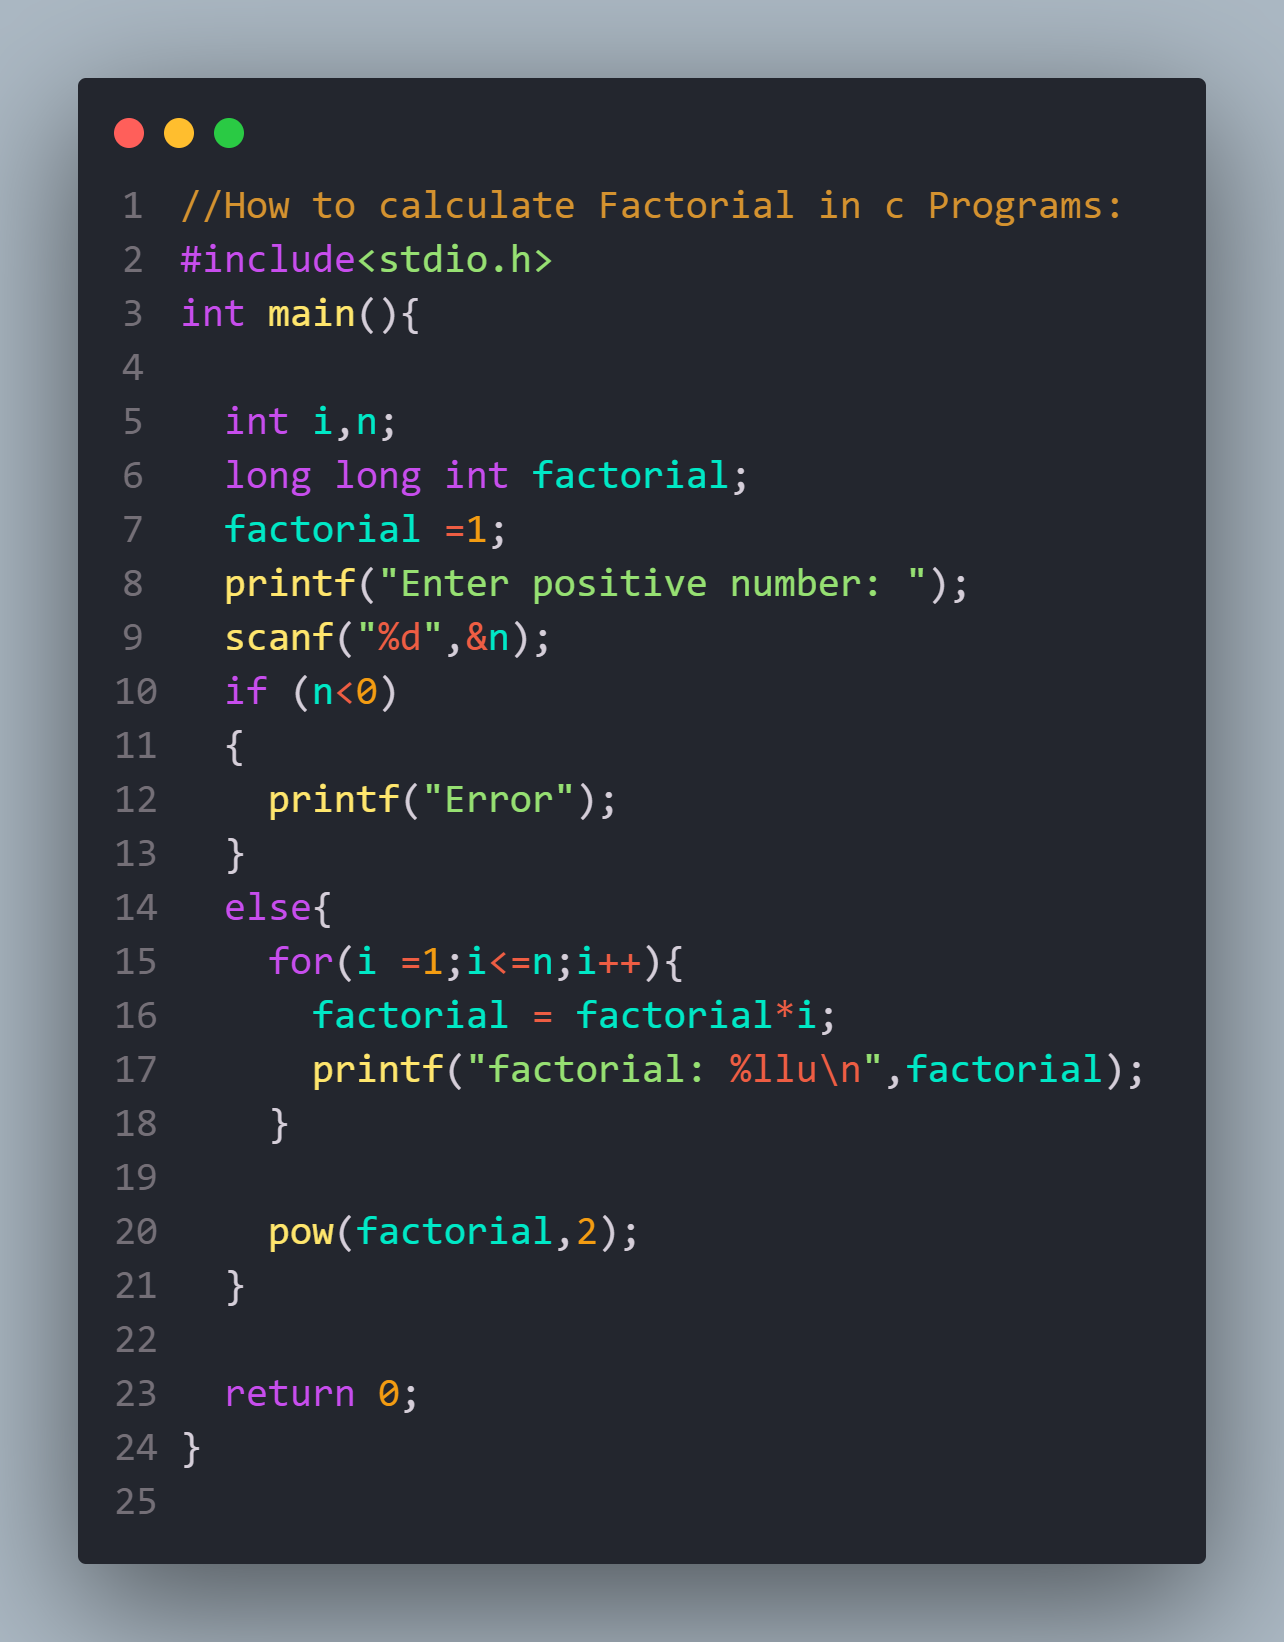 1 //How to calculate Factorial in c Programs:
2 #include<stdio.h>
3 int main(){
4
5   int i,n;
6   long long int factorial;
7   factorial =1;
8   printf("Enter positive number: ");
9   scanf("%d",&n);
10   if (n<0)
11   {
12     printf("Error");
13   }
14   else{
15     for(i =1;i<=n;i++){
16       factorial = factorial*i;
17       printf("factorial: %llu\n",factorial);
18     }
19
20     pow(factorial,2);
21   }
22
23   return 0;
24 }
25